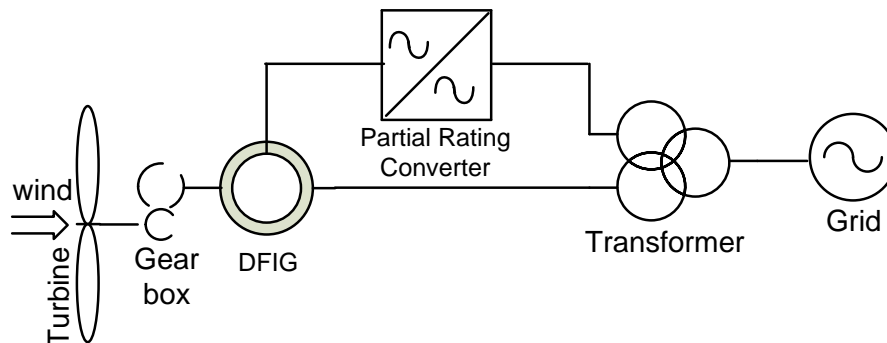 wind
Turbine
Gear
box
DFIG
Partial Rating
Converter
Transformer
Grid